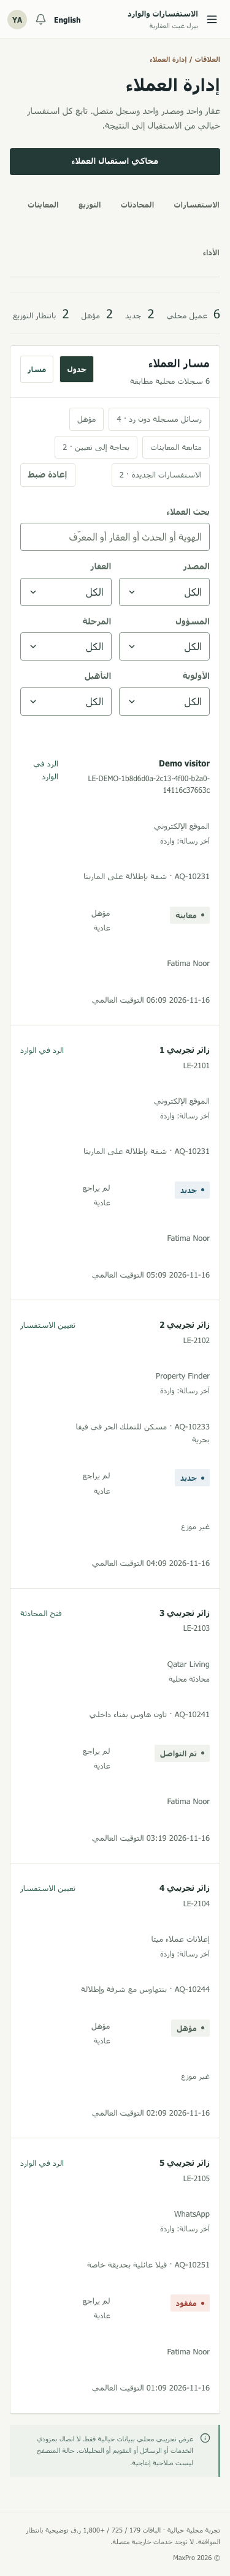 الاستفسارات والوارد
بيرل غيت العقارية
English
YA
العلاقات / إدارة العملاء
إدارة العملاء
عقار واحد ومصدر واحد وسجل متصل. تابع كل استفسار
خيالي من الاستقبال إلى النتيجة.
محاكي استقبال العملاء
الاستفسارات
المحادثات
التوزيع
المعاينات
الأداء
6 عميل محلي
2 جديد
2 مؤهل
2 بانتظار التوزيع
مسار العملاء
6 سجلات محلية مطابقة
جدول
مسار
رسائل مسجلة دون رد · 4
مؤهل
متابعة المعاينات
بحاجة إلى تعيين · 2
الاستفسارات الجديدة · 2
إعادة ضبط
بحث العملاء
الهوية أو الحدث أو العقار أو المعرّف
المصدر
العقار
الكل
الكل
المسؤول
المرحلة
الكل
الكل
الأولوية
التأهيل
الكل
الكل
Demo visitor
LE-DEMO-1b8d6d0a-2c13-4f00-b2a0-
14116c37663c
الرد في
الوارد
الموقع الإلكتروني
آخر رسالة: واردة
AQ-10231 · شقة بإطلالة على المارينا
معاينة
مؤهل
عادية
Fatima Noor
2026-11-16 06:09 التوقيت العالمي
زائر تجريبي 1
LE-2101
الرد في الوارد
الموقع الإلكتروني
آخر رسالة: واردة
AQ-10231 · شقة بإطلالة على المارينا
جديد
لم يراجع
عادية
Fatima Noor
2026-11-16 05:09 التوقيت العالمي
زائر تجريبي 2
LE-2102
تعيين الاستفسار
Property Finder
آخر رسالة: واردة
AQ-10233 · مسكن للتملك الحر في فيفا
بحرية
جديد
لم يراجع
عادية
غير موزع
2026-11-16 04:09 التوقيت العالمي
زائر تجريبي 3
LE-2103
فتح المحادثة
Qatar Living
محادثة محلية
AQ-10241 · تاون هاوس بفناء داخلي
تم التواصل
لم يراجع
عادية
Fatima Noor
2026-11-16 03:19 التوقيت العالمي
زائر تجريبي 4
LE-2104
تعيين الاستفسار
إعلانات عملاء ميتا
آخر رسالة: واردة
AQ-10244 · بنتهاوس مع شرفة وإطلالة
مؤهل
مؤهل
عادية
غير موزع
2026-11-16 02:09 التوقيت العالمي
زائر تجريبي 5
LE-2105
الرد في الوارد
WhatsApp
آخر رسالة: واردة
AQ-10251 · فيلا عائلية بحديقة خاصة
مفقود
لم يراجع
عادية
Fatima Noor
2026-11-16 01:09 التوقيت العالمي
عرض تجريبي محلي ببيانات خيالية فقط. لا اتصال بمزودي
الخدمات أو الرسائل أو التقويم أو التحليلات. حالة المتصفح
ليست صلاحية إنتاجية.
تجربة محلية خيالية · الباقات 179 / 725 / +1,800 ر.ق توضيحية بانتظار
الموافقة. لا توجد خدمات خارجية متصلة.
© 2026 MaxPro